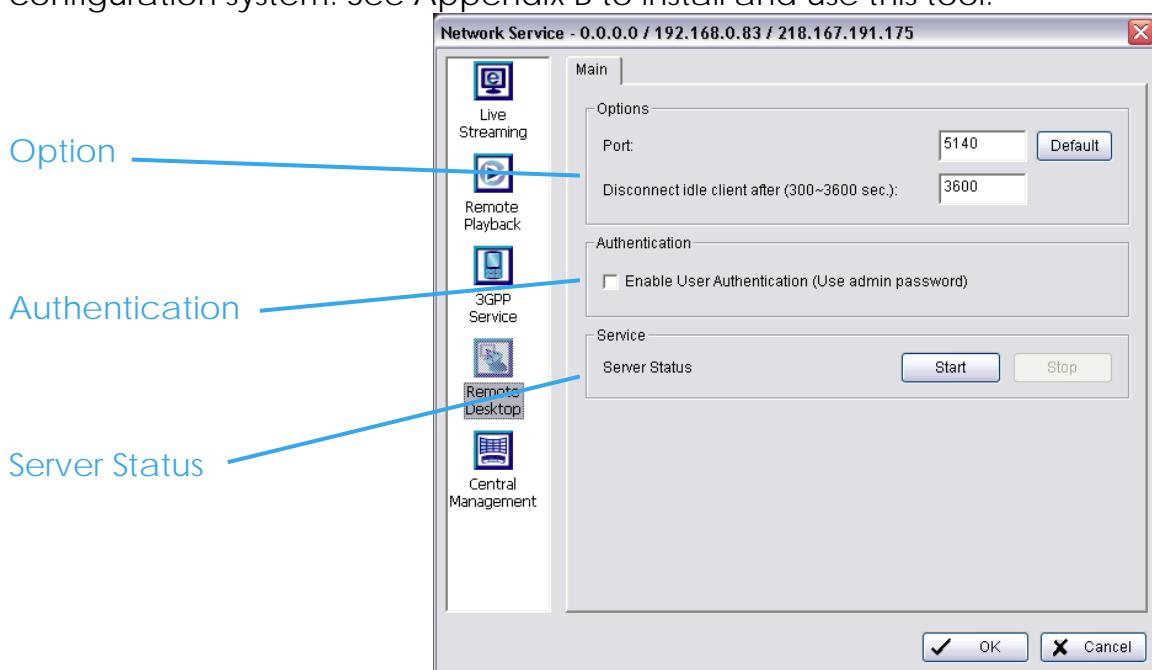 configuration system. See Appendix B to install and use this tool.
Network Service - 0.0.0.0 / 192.168.0.83 / 218.167.191.175
Live
Streaming
Remote
Playback
3GPP
Service
Remote
Desktop
Central
Management
Main
Options
Port:
5140
Default
Disconnect idle client after (300~3600 sec.):
3600
Authentication
Enable User Authentication (Use admin password)
Service
Server Status
Start
Stop
OK
Cancel
Option
Authentication
Server Status